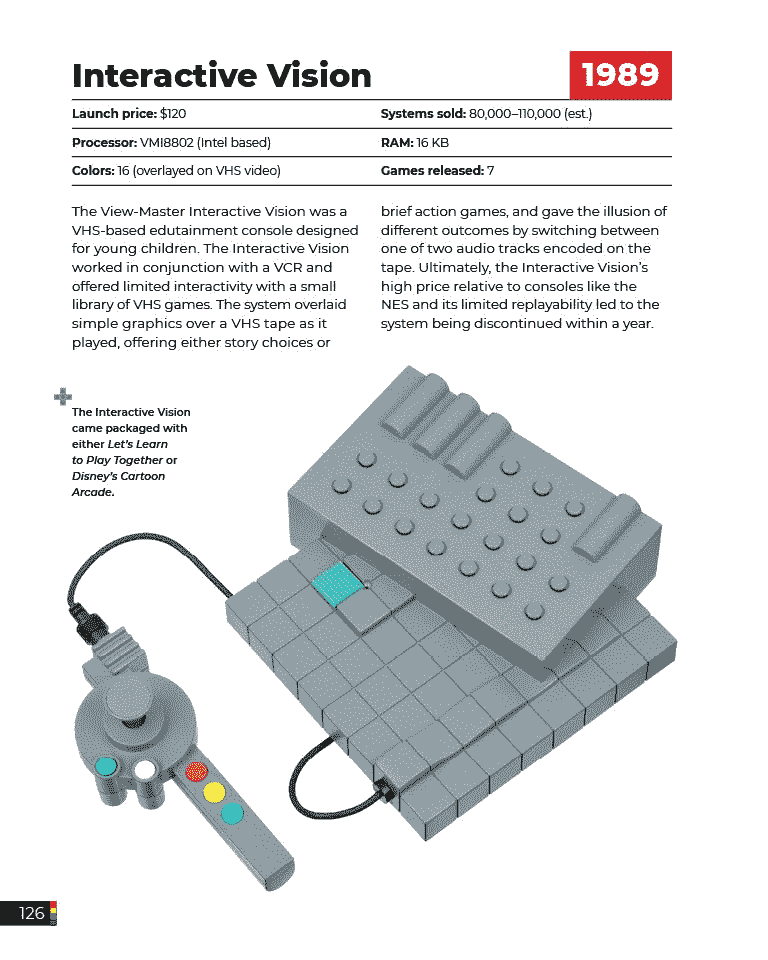 Interactive Vision
1989
Launch price: $120
Systems sold: 80,000–110,000 (est.)
Processor: VMI8802 (Intel based)
RAM: 16 KB
Colors: 16 (overlayed on VHS video)
Games released: 7
The View-Master Interactive Vision was a
VHS-based edutainment console designed
for young children. The Interactive Vision
worked in conjunction with a VCR and
offered limited interactivity with a small
library of VHS games. The system overlaid
simple graphics over a VHS tape as it
played, offering either story choices or
brief action games, and gave the illusion of
different outcomes by switching between
one of two audio tracks encoded on the
tape. Ultimately, the Interactive Vision’s
high price relative to consoles like the
NES and its limited replayability led to the
system being discontinued within a year.
The Interactive Vision
came packaged with
either Let’s Learn
to Play Together or
Disney’s Cartoon
Arcade.
126